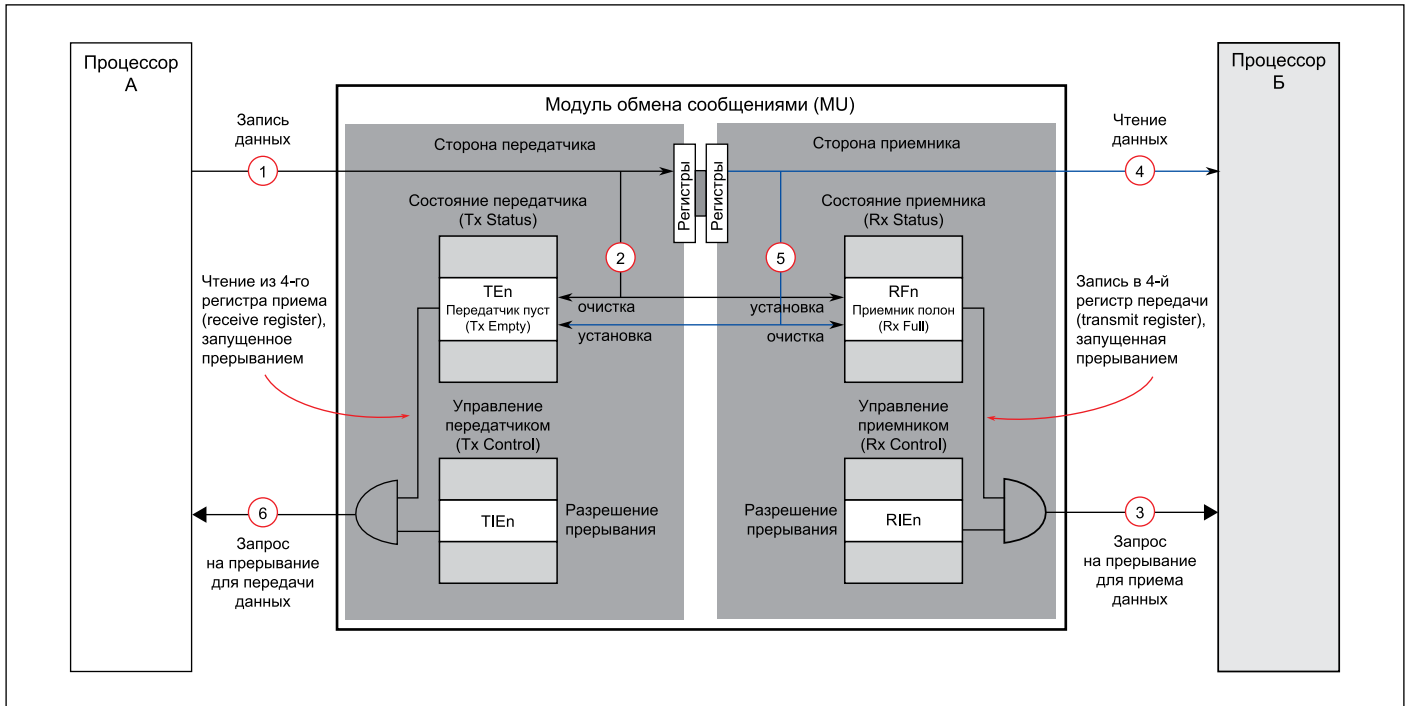 Процессор
А
Процессор
Б
Модуль обмена сообщениями (MU)
Запись
данных
1
Сторона передатчика
Регистры
Регистры
Сторона приемника
Чтение
данных
4
Состояние передатчика
(Tx Status)
2
TEn
Передатчик пуст
(Tx Empty)
очистка
установка
Состояние приемника
(Rx Status)
5
RFn
Приемник полон
(Rx Full)
установка
очистка
Чтение из 4-го
регистра приема
(receive register),
запущенное
прерыванием
Запись в 4-й
регистр передачи
(transmit register),
запущенная
прерыванием
Управление
передатчиком
(Tx Control)
TIEn
Разрешение
прерывания
Управление
приемником
(Rx Control)
Разрешение
прерывания
RIEn
6
Запрос
на прерывание
для передачи
данных
3
Запрос
на прерывание
для приема
данных